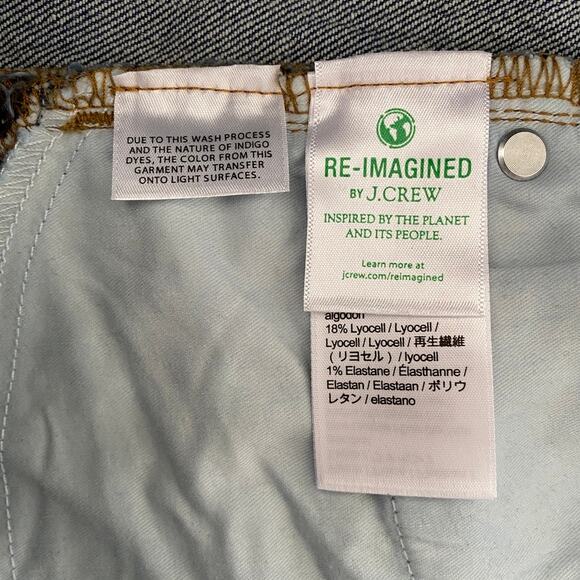 DUE TO THIS WASH PROCESS
AND THE NATURE OF INDIGO
DYES, THE COLOR FROM THIS
GARMENT MAY TRANSFER
ONTO LIGHT SURFACES.
RE-IMAGINED
BY J.CREW
INSPIRED BY THE PLANET
AND ITS PEOPLE.
Learn more at
jcrew.com/reimagined
algodón
18% Lyocell / Lyocell /
Lyocell / Lyocell / 再生繊維
（リヨセル）/ lyocell
1% Elastane / Élasthanne /
Elastan / Elastaan / ポリウ
レタン / elastano